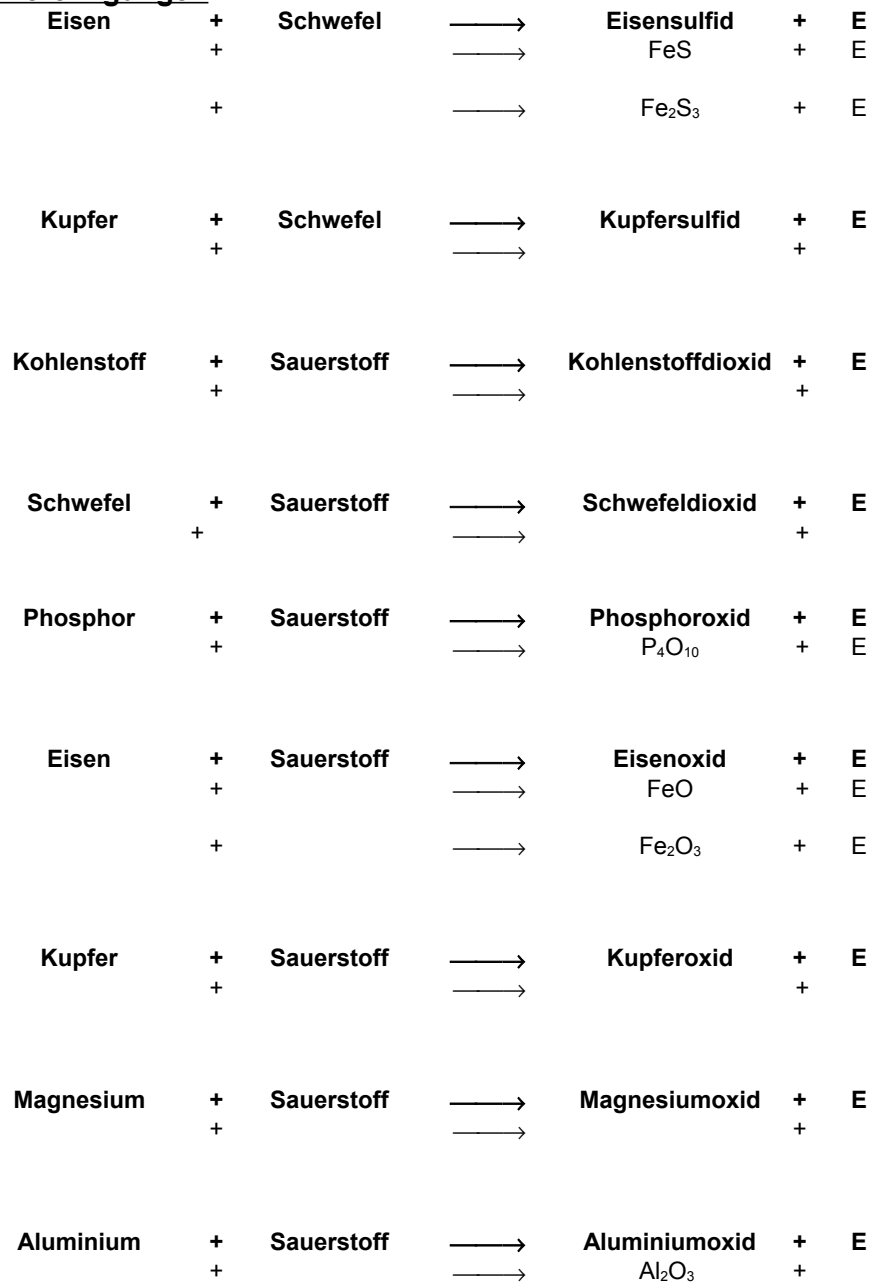 Eisen + Schwefel ⟶ Eisensulfid + E
+ ⟶ FeS + E
+ ⟶ Fe₂S₃ + E
Kupfer + Schwefel ⟶ Kupfersulfid + E
+ ⟶ +
Kohlenstoff + Sauerstoff ⟶ Kohlenstoffdioxid + E
+ ⟶ +
Schwefel + Sauerstoff ⟶ Schwefeldioxid + E
+ ⟶ +
Phosphor + Sauerstoff ⟶ Phosphoroxid + E
+ ⟶ P₄O₁₀ + E
Eisen + Sauerstoff ⟶ Eisenoxid + E
+ ⟶ FeO + E
+ ⟶ Fe₂O₃ + E
Kupfer + Sauerstoff ⟶ Kupferoxid + E
+ ⟶ +
Magnesium + Sauerstoff ⟶ Magnesiumoxid + E
+ ⟶ +
Aluminium + Sauerstoff ⟶ Aluminiumoxid + E
+ ⟶ Al₂O₃ +